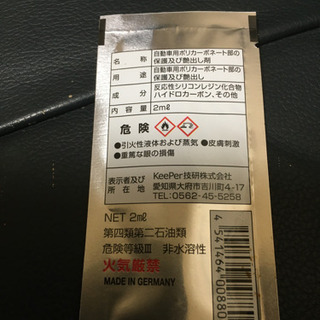 名 称 自動車用ポリカーボネート部の
保護及び艶出し剤
用 途 自動車用ポリカーボネート部の
保護及び艶出し
成 分 反応性シリコンレジン化合物
ハイドロカーボン、その他
内 容 量 2mℓ
危 険
●引火性液体および蒸気 ●皮膚刺激
●重篤な眼の損傷
表示者及び KeePer技研株式会社
所 在 地 愛知県大府市吉川町4-17
TEL:0562-45-5258
NET 2mℓ
第四類第二石油類
危険等級Ⅲ 非水溶性
火気厳禁
MADE IN GERMANY
4 541464 00880